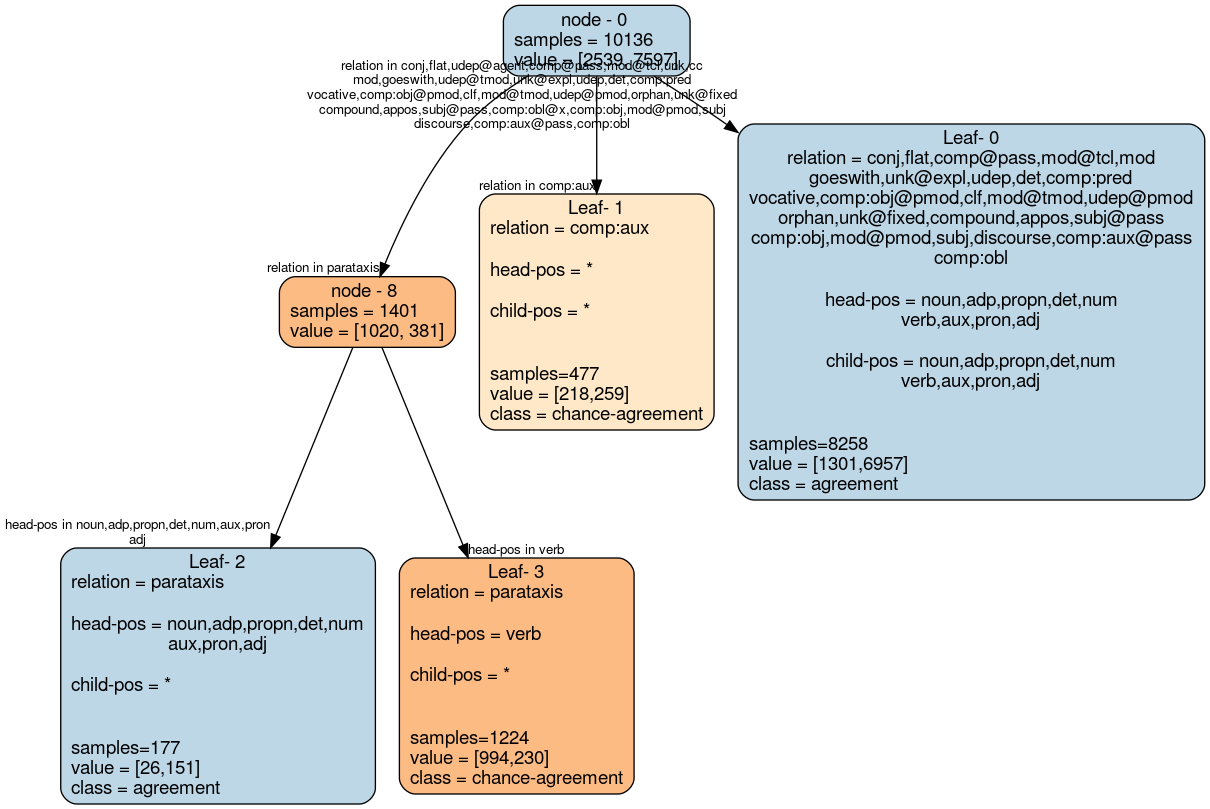 node - 0
samples = 10136
value = [2539, 7597]
relation in conj,flat,udep@agent,comp@pass,mod@tcl,unk,cc
mod,goeswith,udep@tmod,unk@expl,udep,det,comp:pred
vocative,comp:obj@pmod,clf,mod@tmod,udep@pmod,orphan,unk@fixed
compound,appos,subj@pass,comp:obl@x,comp:obj,mod@pmod,subj
discourse,comp:aux@pass,comp:obl
Leaf- 0
relation = conj,flat,comp@pass,mod@tcl,mod
goeswith,unk@expl,udep,det,comp:pred
vocative,comp:obj@pmod,clf,mod@tmod,udep@pmod
orphan,unk@fixed,compound,appos,subj@pass
comp:obj,mod@pmod,subj,discourse,comp:aux@pass
comp:obl
head-pos = noun,adp,propn,det,num
verb,aux,pron,adj
child-pos = noun,adp,propn,det,num
verb,aux,pron,adj
samples=8258
value = [1301,6957]
class = agreement
relation in comp:aux
Leaf- 1
relation = comp:aux
head-pos = *
child-pos = *
samples=477
value = [218,259]
class = chance-agreement
relation in parataxis
node - 8
samples = 1401
value = [1020, 381]
head-pos in noun,adp,propn,det,num,aux,pron
adj
Leaf- 2
relation = parataxis
head-pos = noun,adp,propn,det,num
aux,pron,adj
child-pos = *
samples=177
value = [26,151]
class = agreement
head-pos in verb
Leaf- 3
relation = parataxis
head-pos = verb
child-pos = *
samples=1224
value = [994,230]
class = chance-agreement